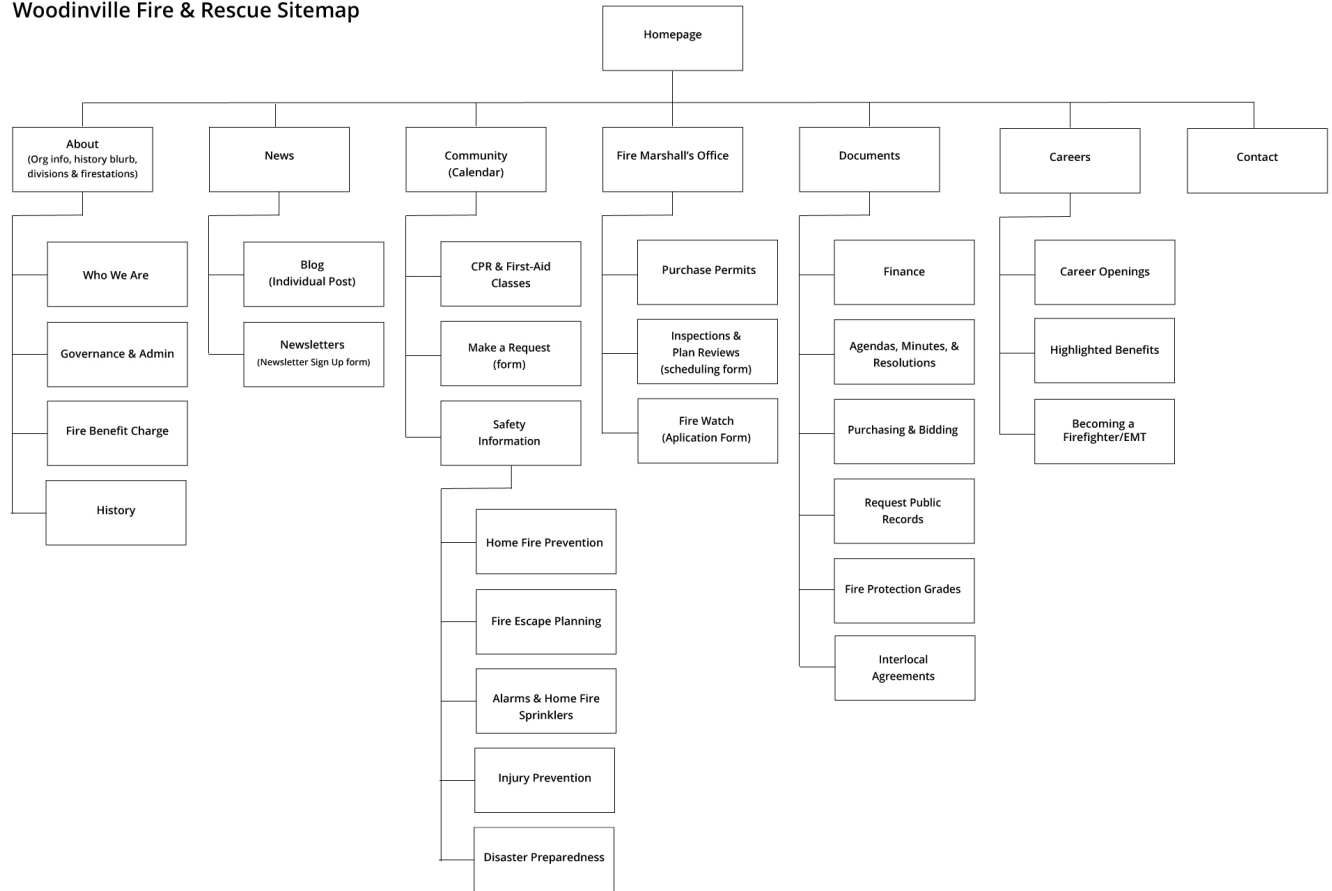 Woodinville Fire & Rescue Sitemap
Homepage
About
(Org info, history blurb,
divisions & firestations)
News
Community
(Calendar)
Fire Marshall's Office
Documents
Careers
Contact
Who We Are
Governance & Admin
Fire Benefit Charge
History
Blog
(Individual Post)
Newsletters
(Newsletter Sign Up form)
CPR & First-Aid
Classes
Make a Request
(form)
Safety
Information
Home Fire Prevention
Fire Escape Planning
Alarms & Home Fire
Sprinklers
Injury Prevention
Disaster Preparedness
Purchase Permits
Inspections &
Plan Reviews
(scheduling form)
Fire Watch
(Aplication Form)
Finance
Agendas, Minutes, &
Resolutions
Purchasing & Bidding
Request Public
Records
Fire Protection Grades
Interlocal
Agreements
Career Openings
Highlighted Benefits
Becoming a
Firefighter/EMT